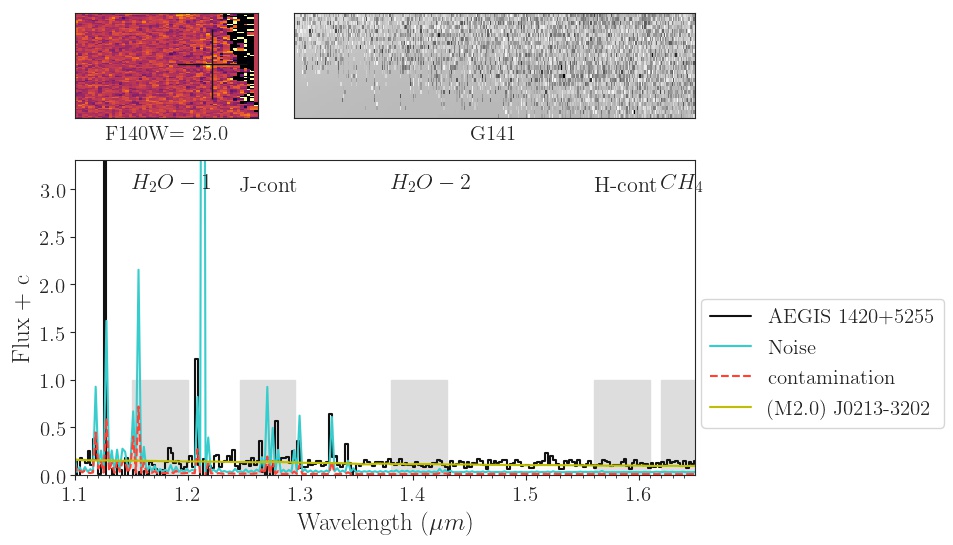 F140W= 25.0
G141
H₂O − 1
J-cont
H₂O − 2
H-cont
CH₄
3.0
2.5
2.0
1.5
1.0
0.5
0.0
Flux + c
1.1
1.2
1.3
1.4
1.5
1.6
Wavelength (μm)
AEGIS 1420+5255
Noise
contamination
(M2.0) J0213-3202